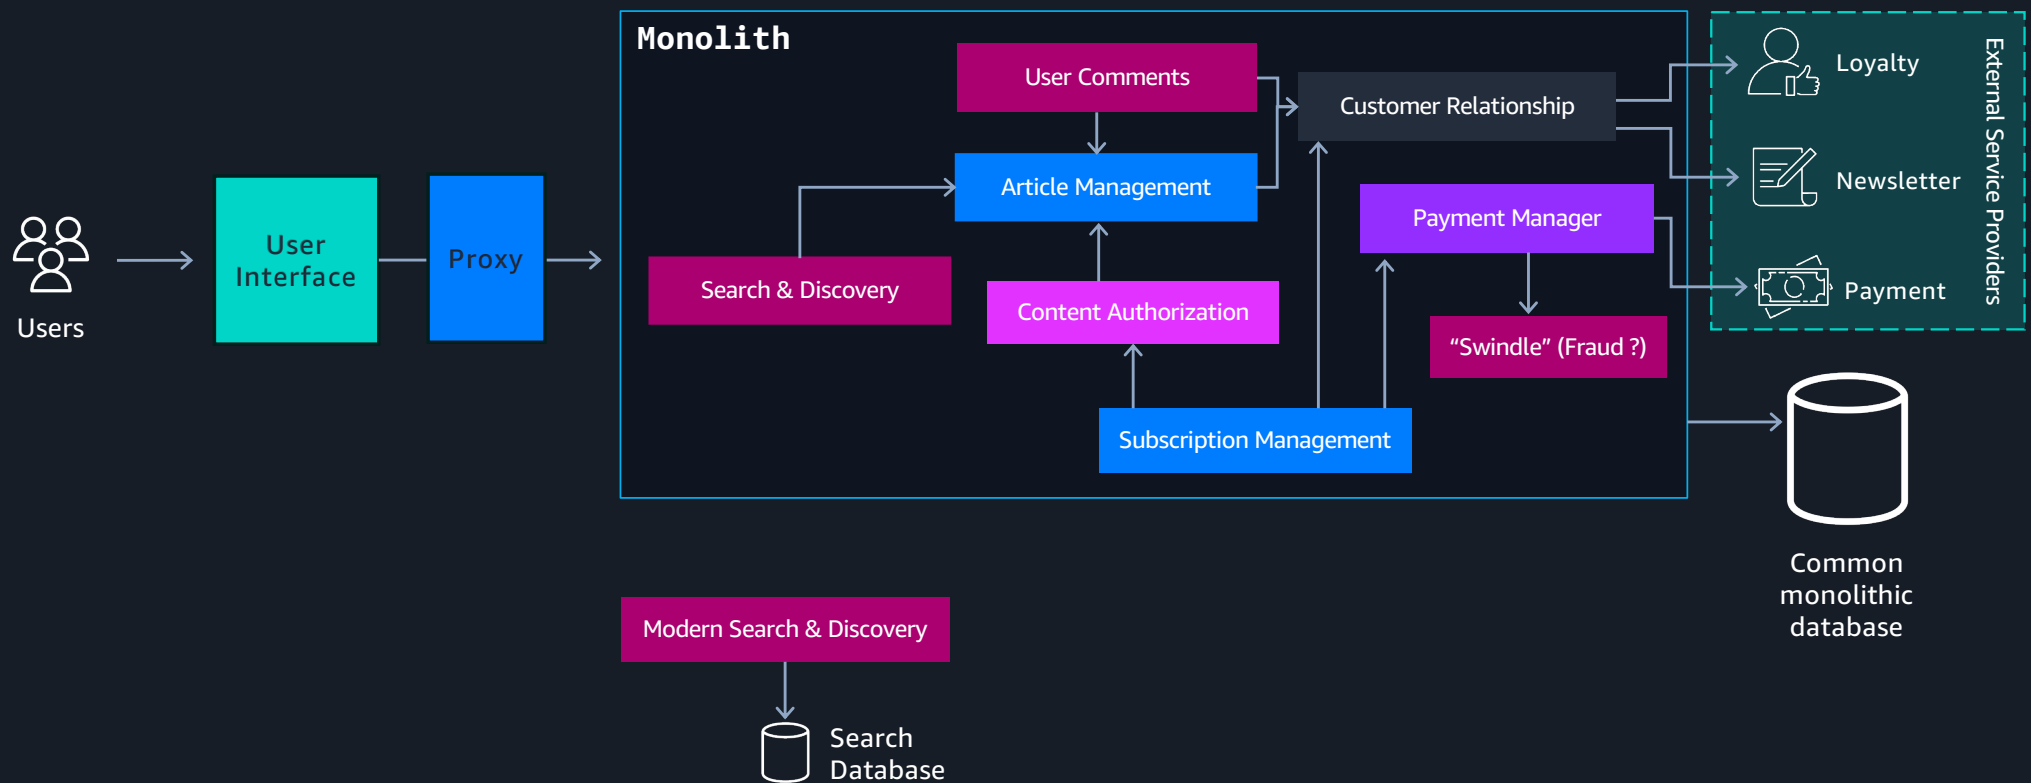 Monolith
User Comments
Customer Relationship
Loyalty
External Service Providers
Article Management
Newsletter
Payment Manager
User
Interface
Proxy
Search & Discovery
Content Authorization
Payment
Users
“Swindle” (Fraud ?)
Subscription Management
Common
monolithic
database
Modern Search & Discovery
Search
Database